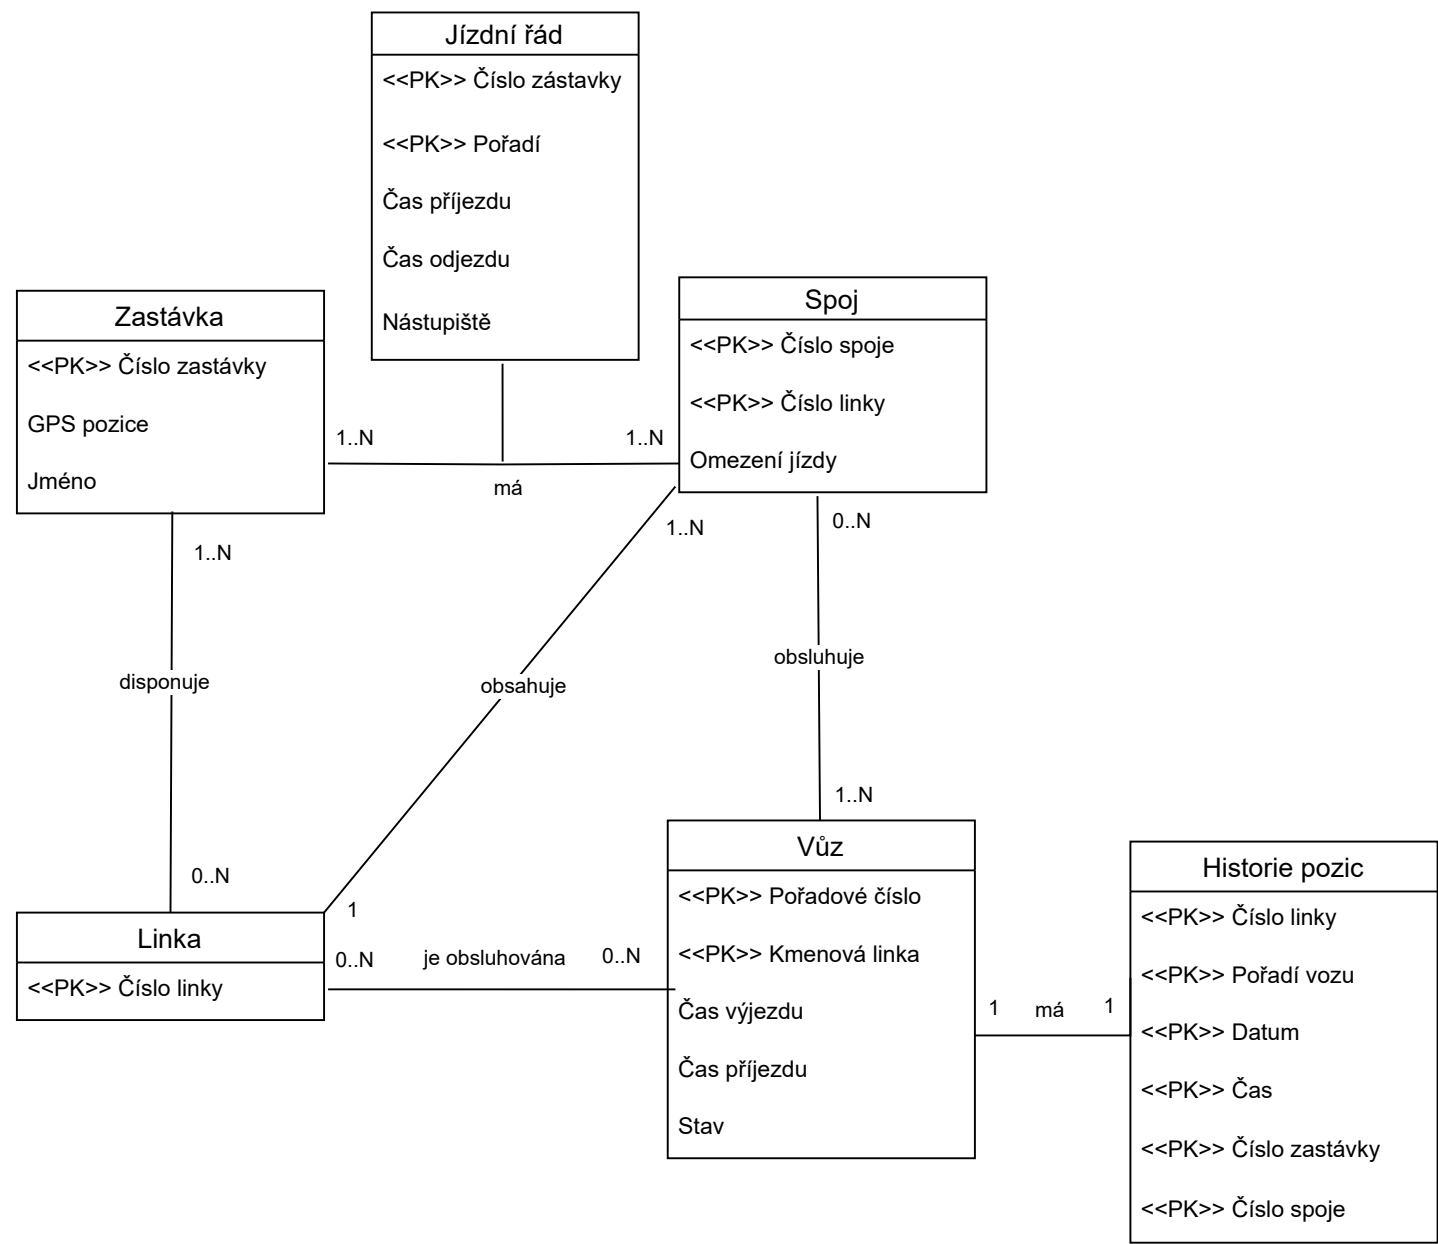 Jízdní řád
<<PK>> Číslo zástavky
<<PK>> Pořadí
Čas příjezdu
Čas odjezdu
Nástupiště
Zastávka
<<PK>> Číslo zastávky
GPS pozice
Jméno
Spoj
<<PK>> Číslo spoje
<<PK>> Číslo linky
Omezení jízdy
1..N
1..N
má
1..N
1..N
0..N
disponuje
obsahuje
obsluhuje
0..N
1
1..N
Linka
<<PK>> Číslo linky
0..N
je obsluhována
0..N
Vůz
<<PK>> Pořadové číslo
<<PK>> Kmenová linka
Čas výjezdu
Čas příjezdu
Stav
1
má
1
Historie pozic
<<PK>> Číslo linky
<<PK>> Pořadí vozu
<<PK>> Datum
<<PK>> Čas
<<PK>> Číslo zastávky
<<PK>> Číslo spoje